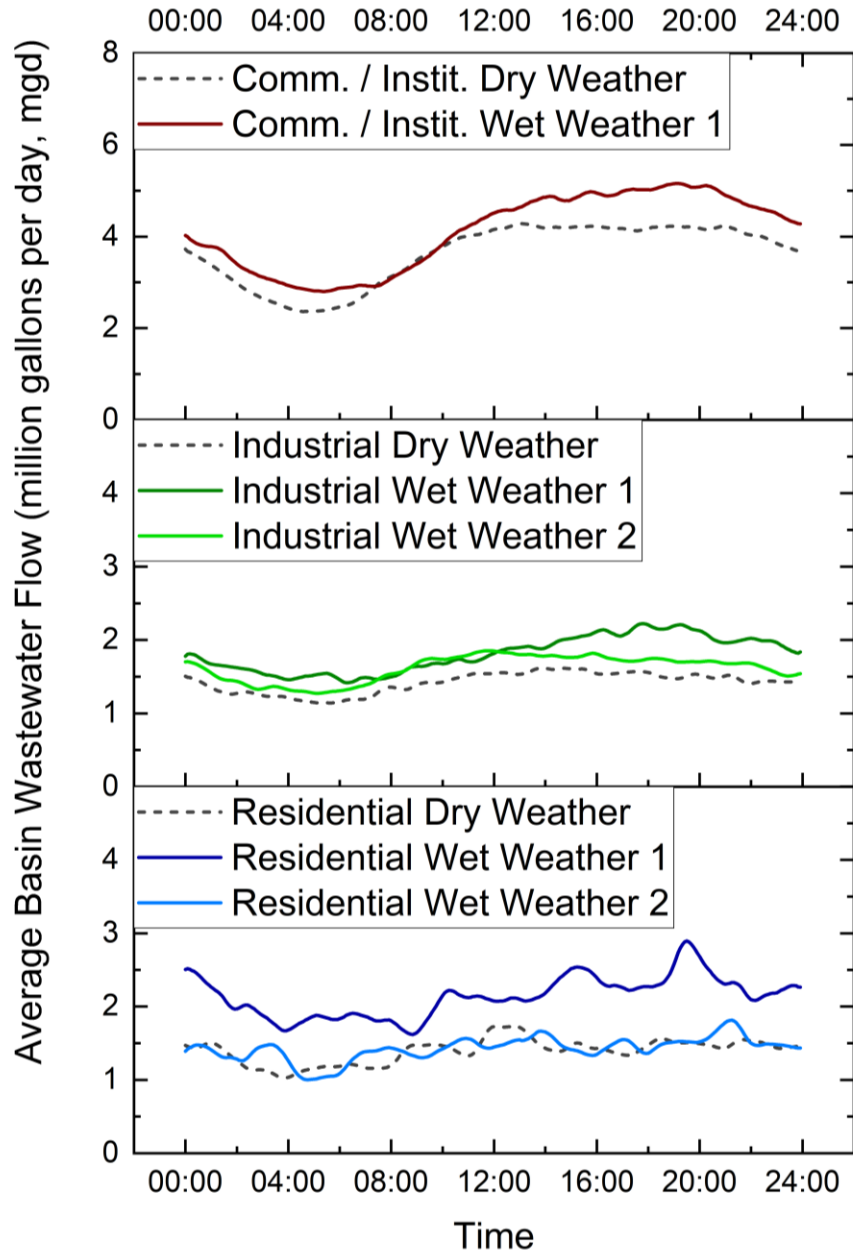 00:00 04:00 08:00 12:00 16:00 20:00 24:00
Average Basin Wastewater Flow (million gallons per day, mgd)
8
6
4
2
0
Comm. / Instit. Dry Weather
Comm. / Instit. Wet Weather 1
4
3
2
1
0
Industrial Dry Weather
Industrial Wet Weather 1
Industrial Wet Weather 2
4
3
2
1
0
Residential Dry Weather
Residential Wet Weather 1
Residential Wet Weather 2
00:00 04:00 08:00 12:00 16:00 20:00 24:00
Time